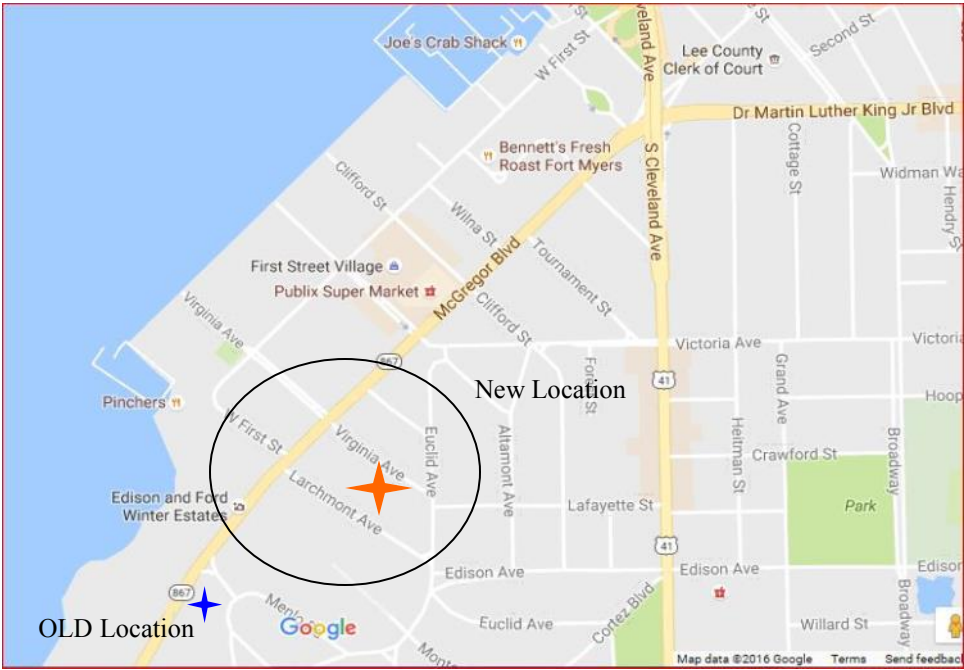 Joe's Crab Shack
W First St
eland Ave
Lee County
Clerk of Court
Second St
Dr Martin Luther King Jr Blvd
Bennett's Fresh
Roast Fort Myers
Cottage St
Widman Wa
Hendry St
S Cleveland Ave
Clifford St
Wilna St
Tournament St
McGregor Blvd
First Street Village
Publix Super Market
Clifford St
Virginia Ave
867
Victoria Ave
Victoria
Ford St
Grand Ave
41
New Location
Hoop
Pinchers
W First St
Virginia Ave
Euclid Ave
Altamont Ave
Heitman St
Crawford St
Broadway
Larchmont Ave
Edison and Ford
Winter Estates
Lafayette St
Park
41
Edison Ave
Edison Ave
Edison
867
OLD Location
Google
Euclid Ave
Cortez Blvd
Willard St
Broadway
Map data ©2016 Google
Terms
Send feedback